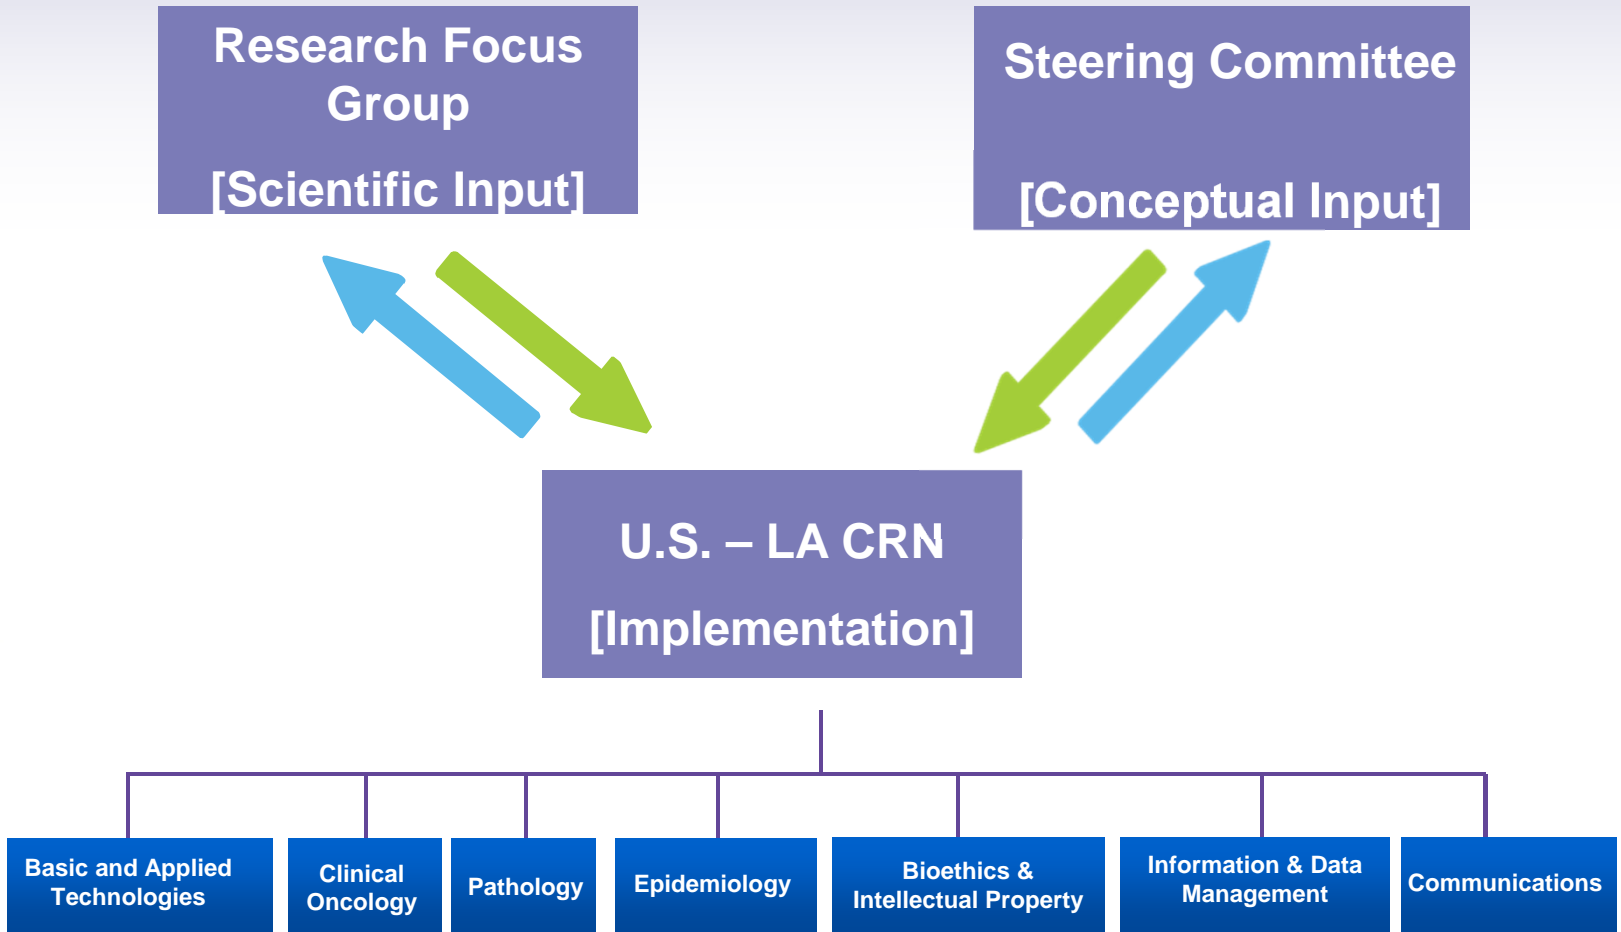 Research Focus
Group
[Scientific Input]
Steering Committee
[Conceptual Input]
U.S. – LA CRN
[Implementation]
Basic and Applied
Technologies
Clinical
Oncology
Pathology
Epidemiology
Bioethics &
Intellectual Property
Information & Data
Management
Communications